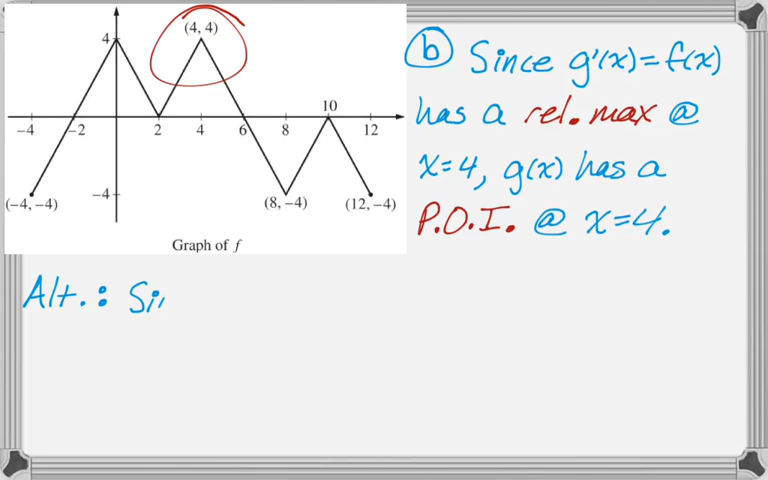 (4, 4)
4
10
−4
−2
2
4
6
8
12
−4
(−4, −4)
(8, −4)
(12, −4)
Graph of f
b Since g'(x)=f(x)
has a rel. max @
x=4, g(x) has a
P.O.I. @ x=4.
Alt.: Si